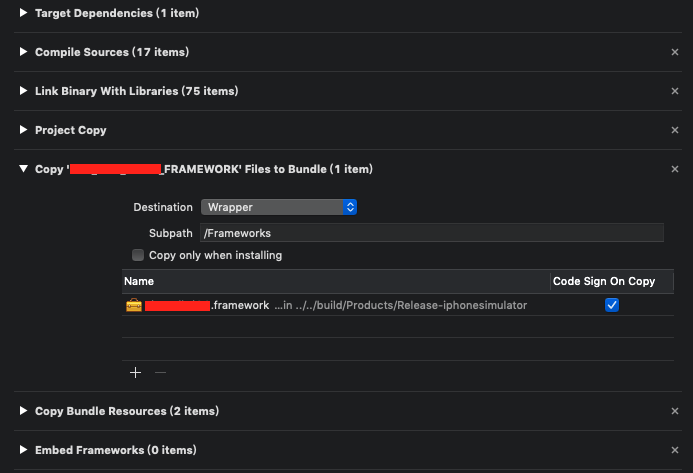 Target Dependencies (1 item)
Compile Sources (17 items)
Link Binary With Libraries (75 items)
Project Copy
Copy ' _FRAMEWORK' Files to Bundle (1 item)
Destination Wrapper
Subpath /Frameworks
Copy only when installing
Name Code Sign On Copy
.framework ...in ../../build/Products/Release-iphonesimulator
Copy Bundle Resources (2 items)
Embed Frameworks (0 items)